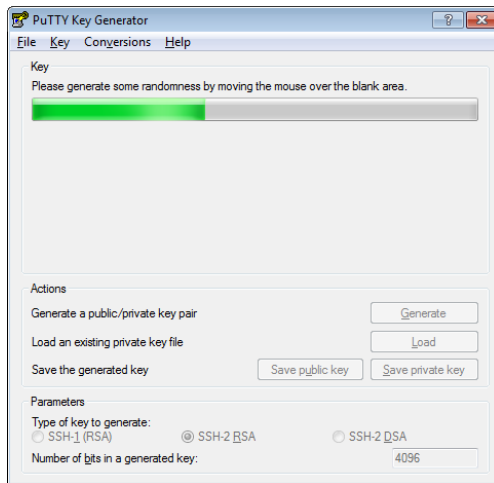 PuTTY Key Generator
File Key Conversions Help
Key
Please generate some randomness by moving the mouse over the blank area.
Actions
Generate a public/private key pair Generate
Load an existing private key file Load
Save the generated key Save public key Save private key
Parameters
Type of key to generate:
SSH-1 (RSA) SSH-2 RSA SSH-2 DSA
Number of bits in a generated key: 4096